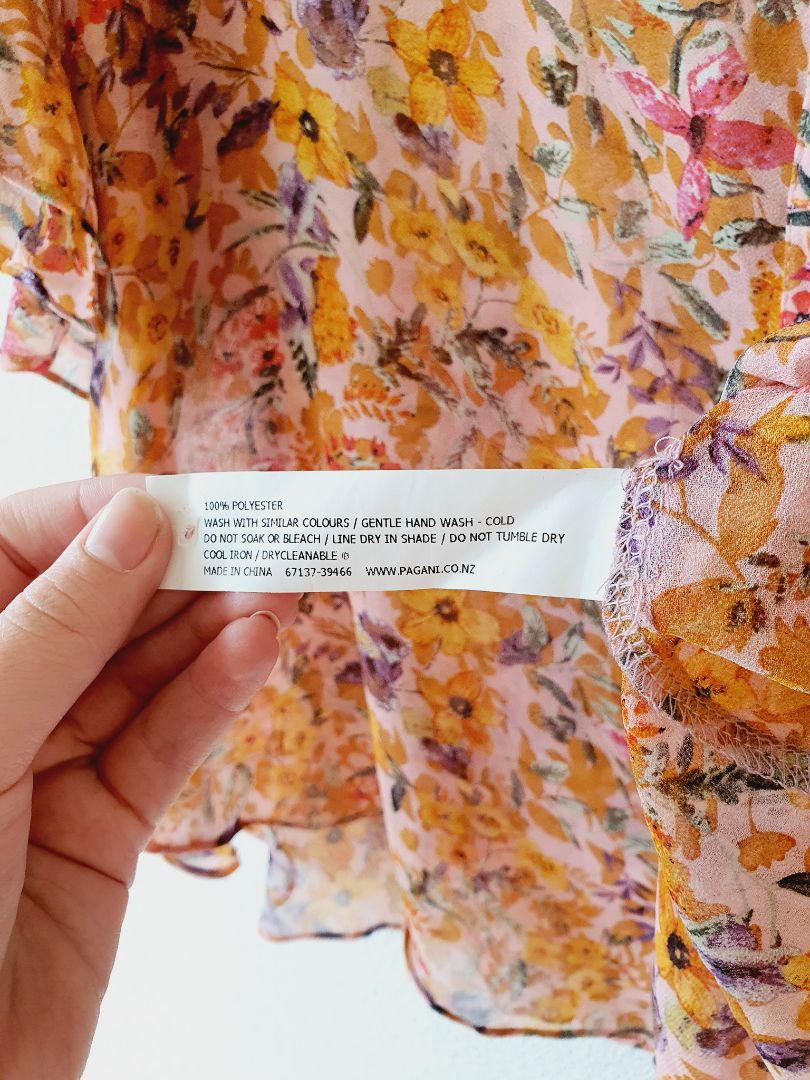 100% POLYESTER
WASH WITH SIMILAR COLOURS / GENTLE HAND WASH - COLD
DO NOT SOAK OR BLEACH / LINE DRY IN SHADE / DO NOT TUMBLE DRY
COOL IRON / DRYCLEANABLE ℗
MADE IN CHINA 67137-39466 WWW.PAGANI.CO.NZ